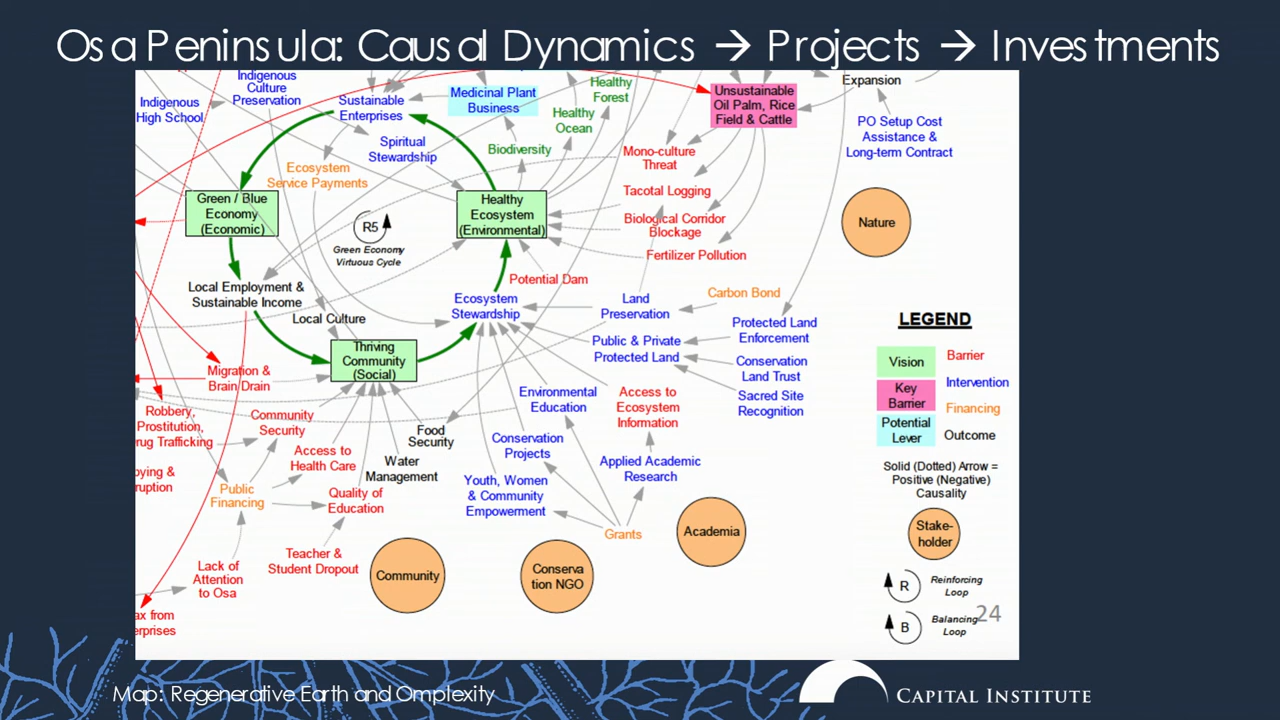 Osa Peninsula: Causal Dynamics → Projects → Investments
Indigenous
Culture
Preservation
Indigenous
High School
Sustainable
Enterprises
Medicinal Plant
Business
Healthy
Forest
Healthy
Ocean
Unsustainable
Oil Palm, Rice
Field & Cattle
Expansion
PO Setup Cost
Assistance &
Long-term Contract
Spiritual
Stewardship
Biodiversity
Mono-culture
Threat
Ecosystem
Service Payments
Tacotal Logging
Green / Blue
Economy
(Economic)
R5
Green Economy
Virtuous Cycle
Healthy
Ecosystem
(Environmental)
Biological Corridor
Blockage
Fertilizer Pollution
Nature
Potential Dam
Local Employment &
Sustainable Income
Local Culture
Ecosystem
Stewardship
Land
Preservation
Carbon Bond
Public & Private
Protected Land
Protected Land
Enforcement
Conservation
Land Trust
Sacred Site
Recognition
Thriving
Community
(Social)
Migration &
Brain Drain
Robbery,
Prostitution,
rug Trafficking
Community
Security
Access to
Health Care
Food
Security
Water
Management
Environmental
Education
Access to
Ecosystem
Information
Conservation
Projects
Applied Academic
Research
Youth, Women
& Community
Empowerment
Grants
oying &
ruption
Public
Financing
Quality of
Education
Teacher &
Student Dropout
Lack of
Attention
to Osa
ax from
erprises
Community
Conserva
tion NGO
Academia
LEGEND
Vision
Key
Barrier
Potential
Lever
Barrier
Intervention
Financing
Outcome
Solid (Dotted) Arrow =
Positive (Negative)
Causality
Stake-
holder
R
Reinforcing
Loop
B
Balancing
Loop
24
Map: Regenerative Earth and Omplexity
CAPITAL INSTITUTE